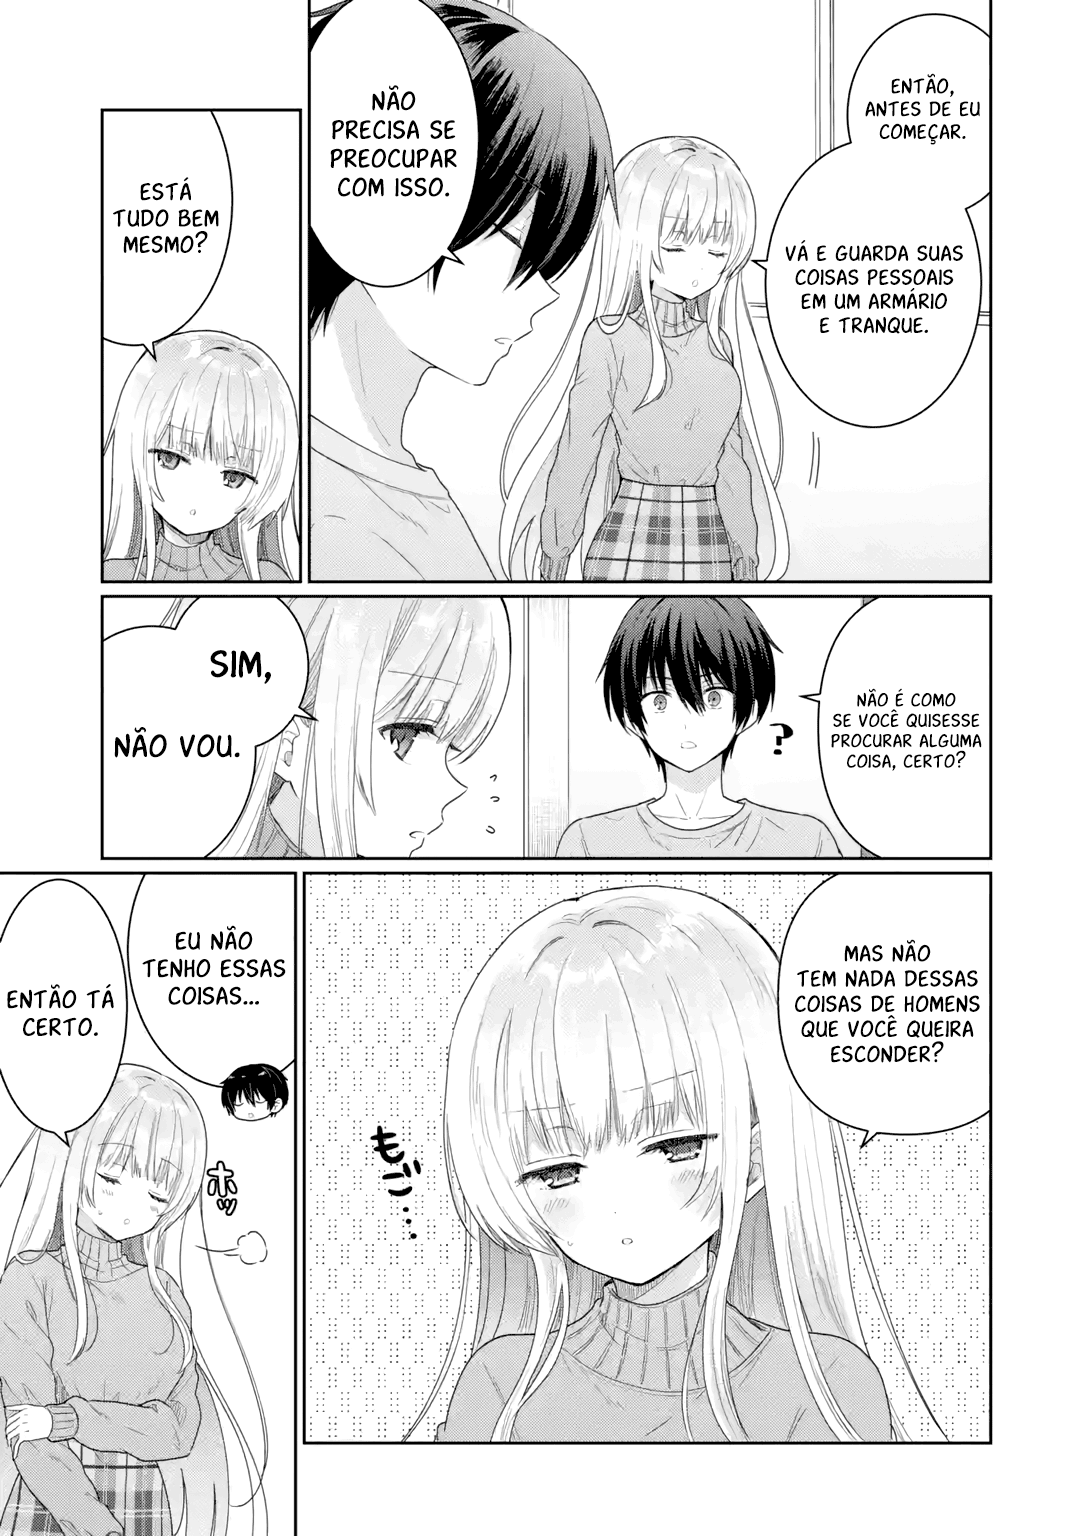 ENTÃO,
ANTES DE EU
COMEÇAR.
VÁ E GUARDA SUAS
COISAS PESSOAIS
EM UM ARMÁRIO
E TRANQUE.
NÃO
PRECISA SE
PREOCUPAR
COM ISSO.
ESTÁ
TUDO BEM
MESMO?
NÃO É COMO
SE VOCÊ QUISESSE
PROCURAR ALGUMA
COISA, CERTO?
?
SIM,
NÃO VOU.
MAS NÃO
TEM NADA DESSAS
COISAS DE HOMENS
QUE VOCÊ QUEIRA
ESCONDER?
もご...
EU NÃO
TENHO ESSAS
COISAS...
ENTÃO TÁ
CERTO.
ホッ